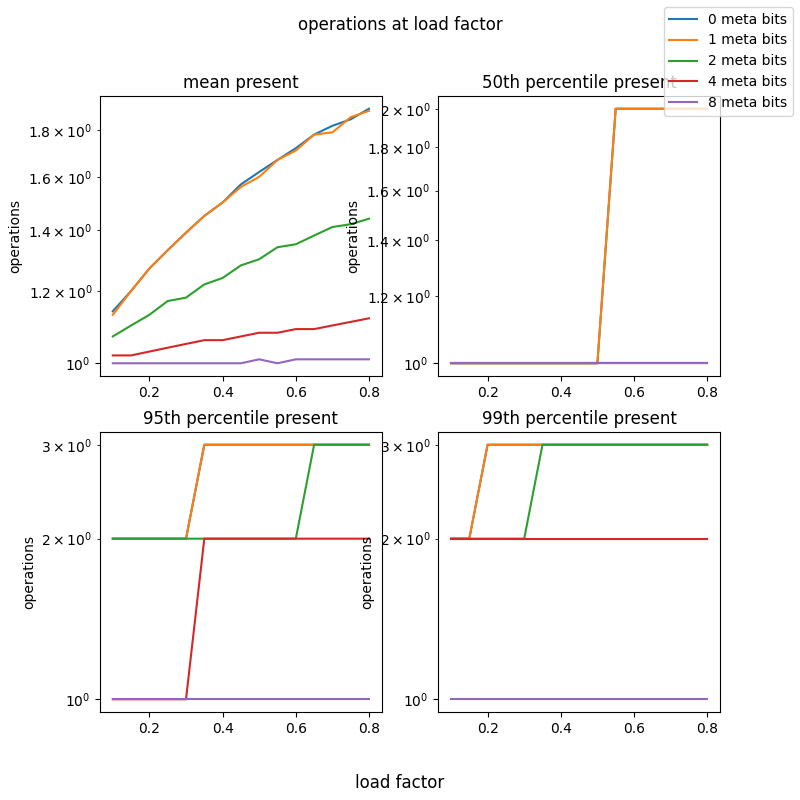 operations at load factor
0 meta bits
1 meta bits
2 meta bits
4 meta bits
8 meta bits
mean present
operations
1.8 × 10⁰
1.6 × 10⁰
1.4 × 10⁰
1.2 × 10⁰
10⁰
0.2 0.4 0.6 0.8
50th percentile present
operations
2 × 10⁰
1.8 × 10⁰
1.6 × 10⁰
1.4 × 10⁰
1.2 × 10⁰
10⁰
0.2 0.4 0.6 0.8
95th percentile present
operations
3 × 10⁰
2 × 10⁰
10⁰
0.2 0.4 0.6 0.8
99th percentile present
operations
3 × 10⁰
2 × 10⁰
10⁰
0.2 0.4 0.6 0.8
load factor